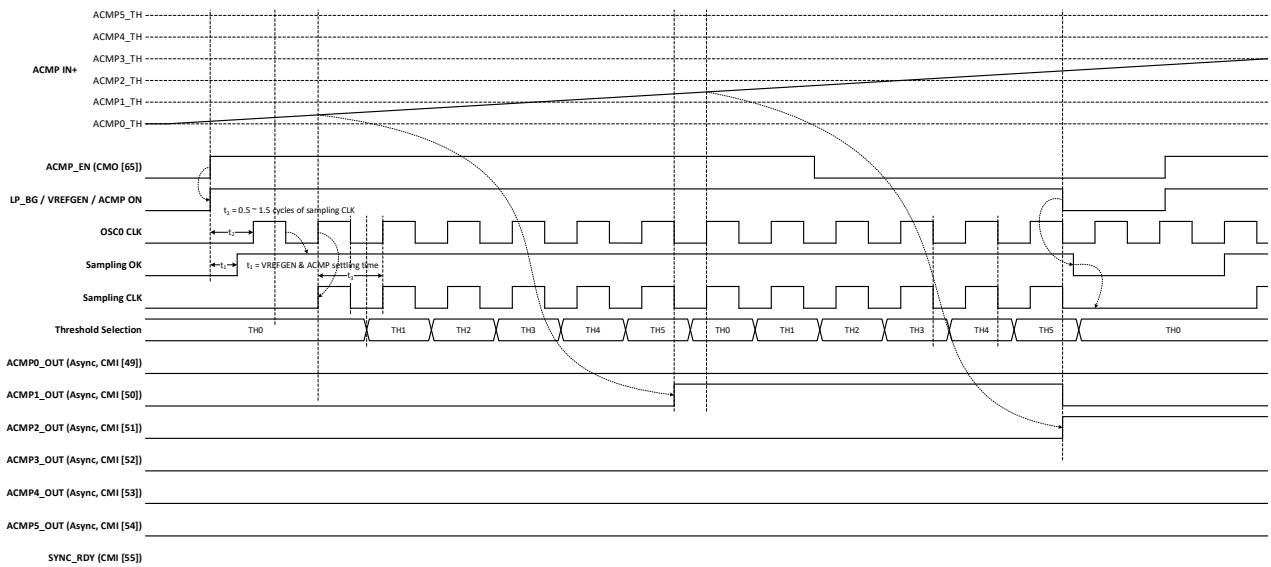 ACMP5_TH
ACMP4_TH
ACMP3_TH
ACMP IN+
ACMP2_TH
ACMP1_TH
ACMP0_TH
ACMP_EN (CMO [65])
LP_BG / VREFGEN / ACMP ON
t₂ = 0.5 ~ 1.5 cycles of sampling CLK
OSC0 CLK
t₂
Sampling OK
t₁
t₁ = VREFGEN & ACMP settling time
t₃
Sampling CLK
Threshold Selection
TH0 TH1 TH2 TH3 TH4 TH5 TH0 TH1 TH2 TH3 TH4 TH5 TH0
ACMP0_OUT (Async, CMI [49])
ACMP1_OUT (Async, CMI [50])
ACMP2_OUT (Async, CMI [51])
ACMP3_OUT (Async, CMI [52])
ACMP4_OUT (Async, CMI [53])
ACMP5_OUT (Async, CMI [54])
SYNC_RDY (CMI [55])